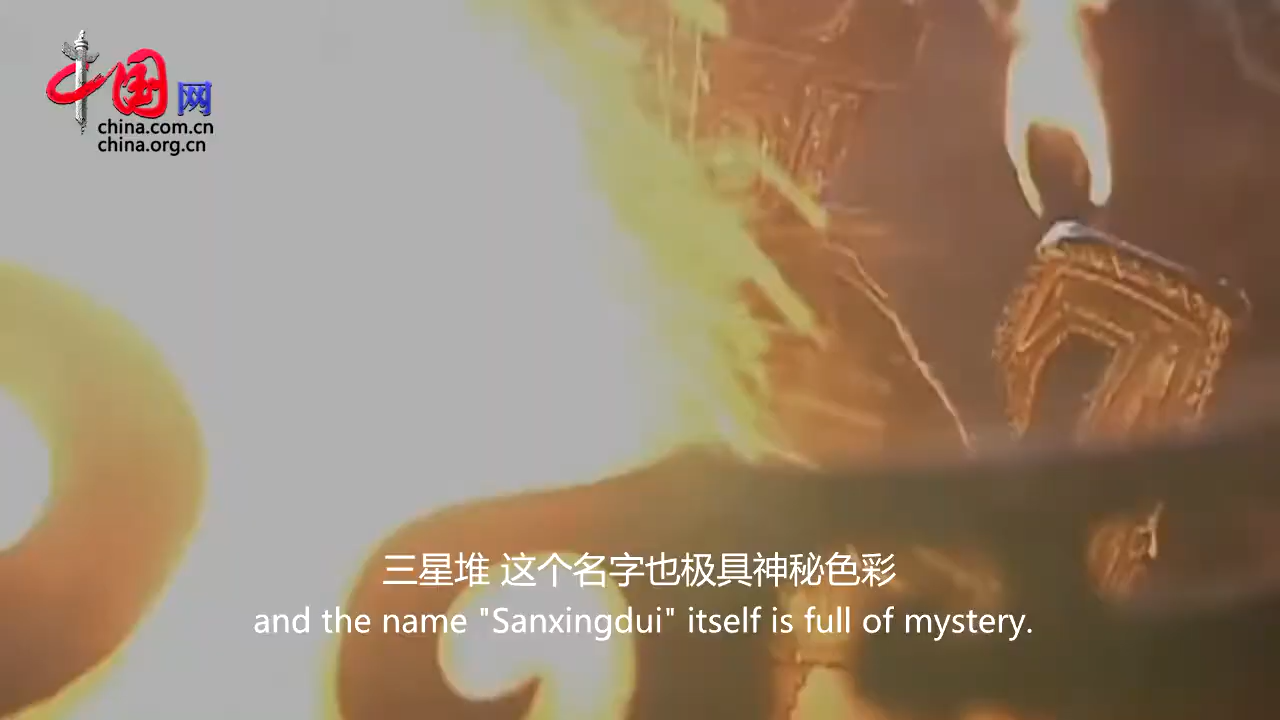 中国网
china.com.cn
china.org.cn
三星堆 这个名字也极具神秘色彩
and the name "Sanxingdui" itself is full of mystery.